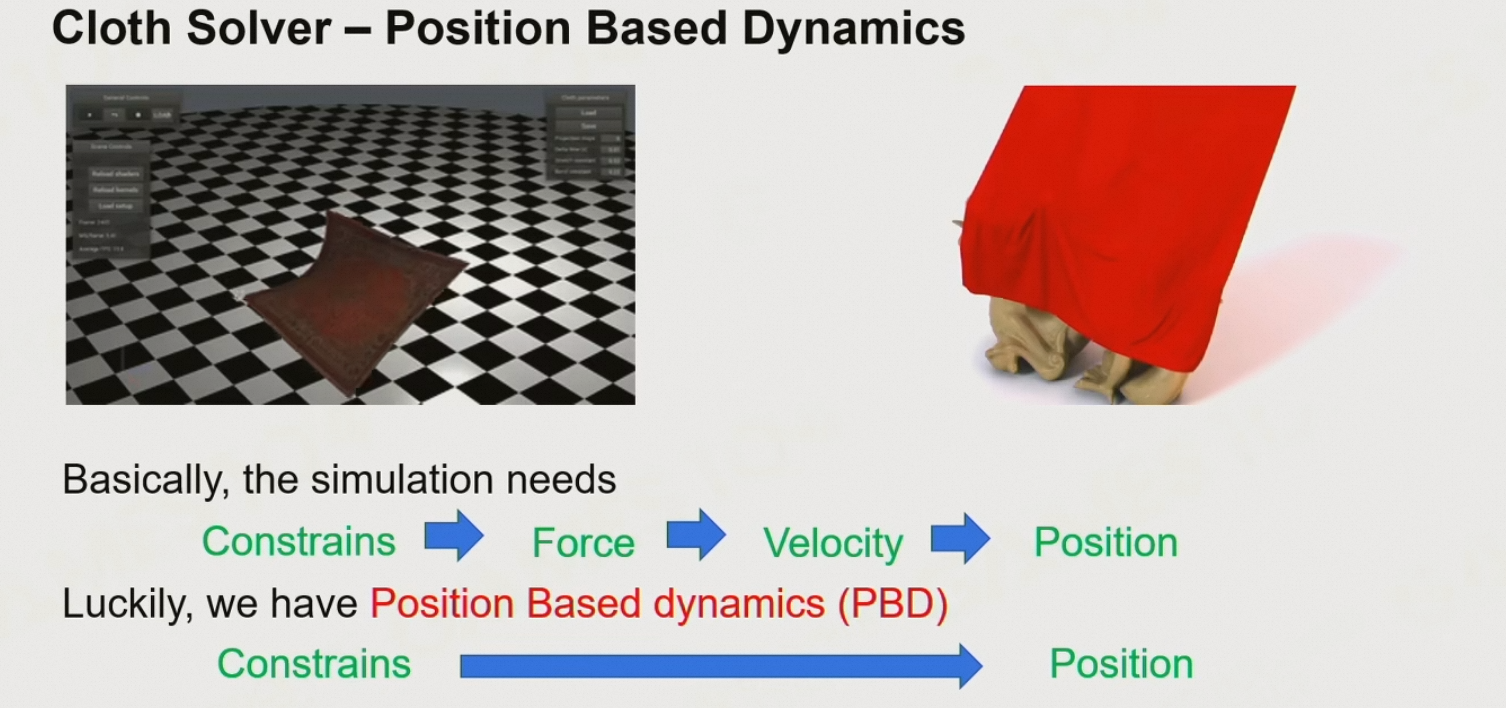 Cloth Solver – Position Based Dynamics
General Controls
LOAD
Scene Controls
Reload shaders
Reload kernels
Load setup
Cloth parameters
Load
Save
Basically, the simulation needs
Constrains Force Velocity Position
Luckily, we have Position Based dynamics (PBD)
Constrains Position